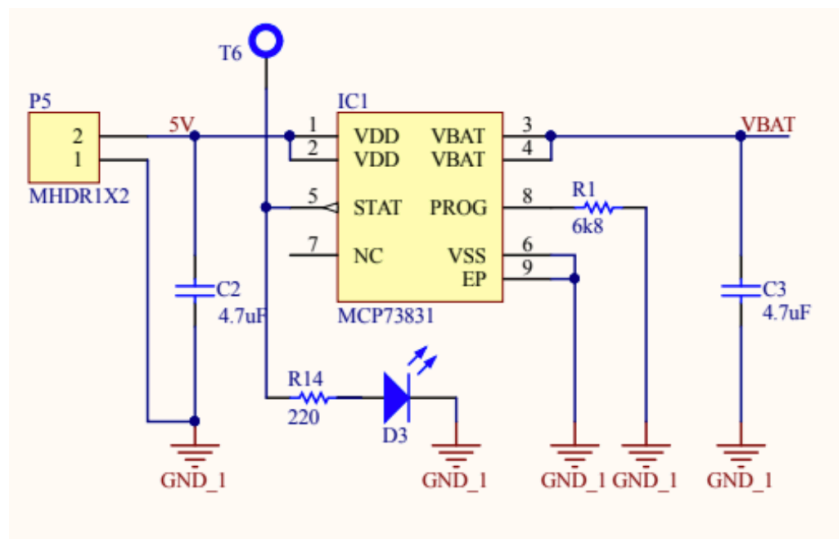 T6
P5
2
1
MHDR1X2
5V
IC1
1 VDD VBAT 3
2 VDD VBAT 4
5 STAT PROG 8
7 NC VSS 6
EP 9
MCP73831
R1
6k8
VBAT
C2
4.7uF
C3
4.7uF
R14
220
D3
GND_1
GND_1
GND_1
GND_1
GND_1